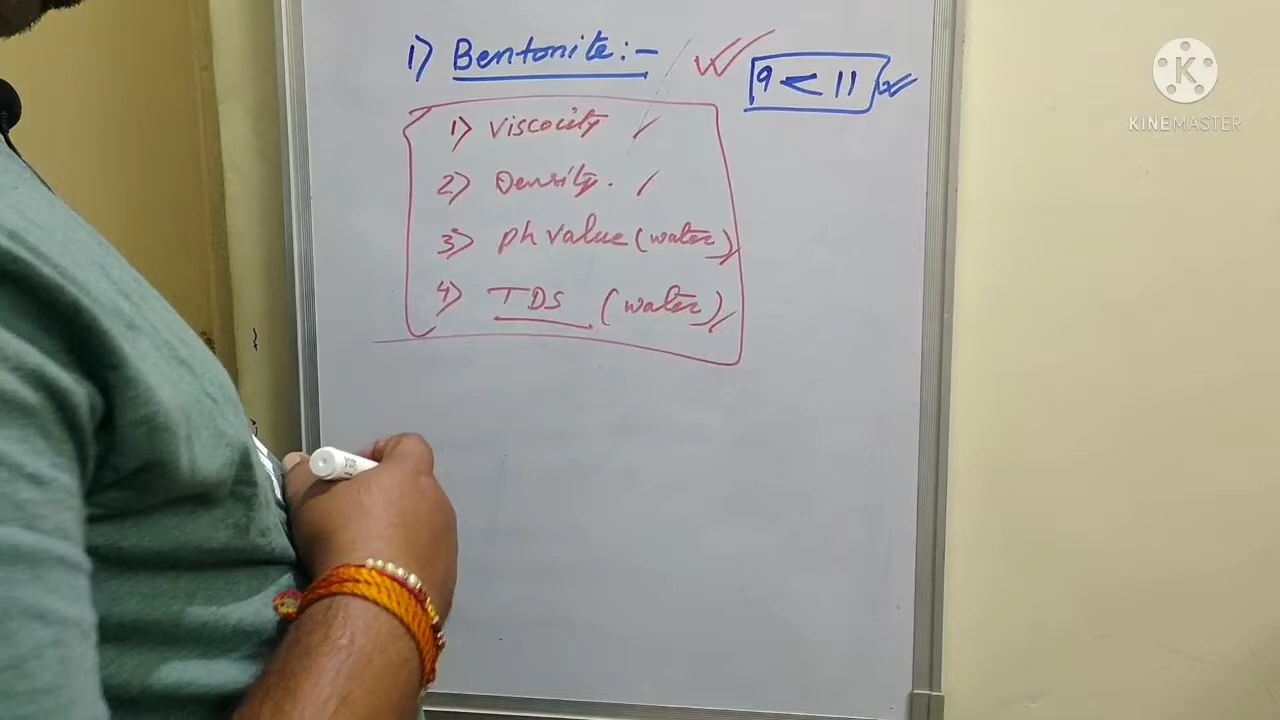 1) Bentonite:-
9 < 11
1) viscocity
2) Density.
3) ph value (water)
4) TDS (water)
K
KINEMASTER